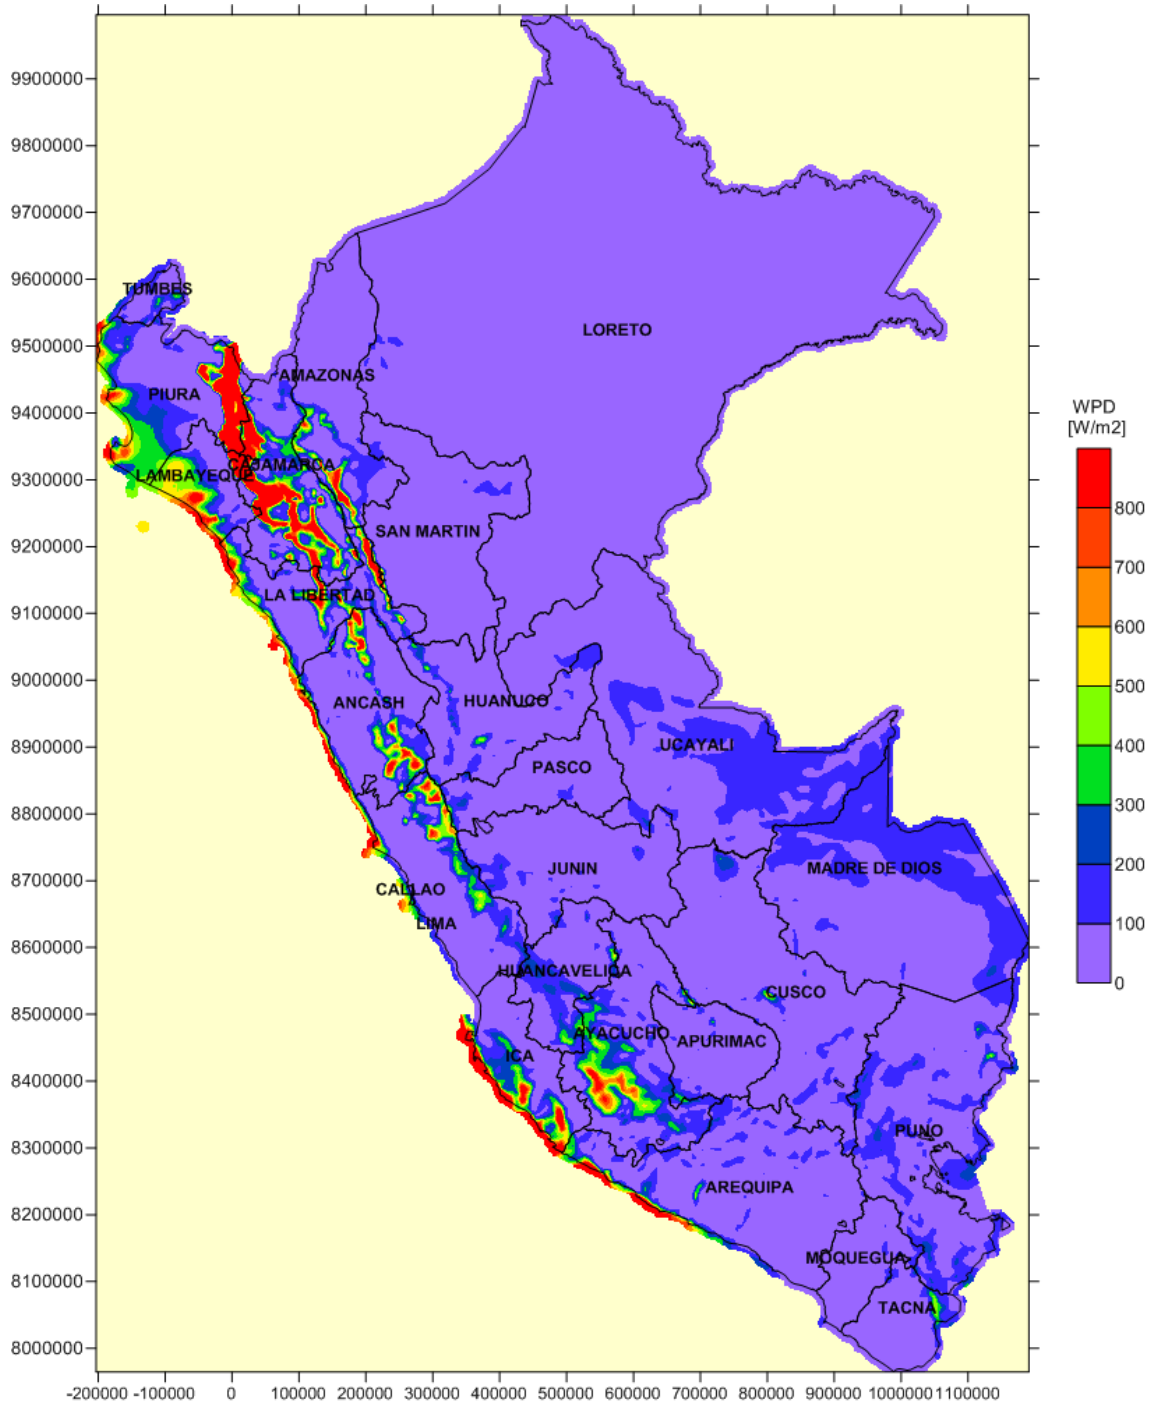 9900000
9800000
9700000
9600000
TUMBES
LORETO
9500000
AMAZONAS
PIURA
9400000
WPD
[W/m2]
CAJAMARCA
LAMBAYEQUE
9300000
800
SAN MARTIN
9200000
700
LA LIBERTAD
9100000
600
9000000
500
ANCASH
HUANUCO
UCAYALI
8900000
400
PASCO
8800000
300
JUNIN
MADRE DE DIOS
200
8700000
CALLAO
LIMA
100
8600000
HUANCAVELICA
0
CUSCO
8500000
AYACUCHO
APURIMAC
ICA
8400000
PUNO
8300000
AREQUIPA
8200000
MOQUEGUA
8100000
TACNA
8000000
-200000 -100000 0 100000 200000 300000 400000 500000 600000 700000 800000 900000 1000000 1100000